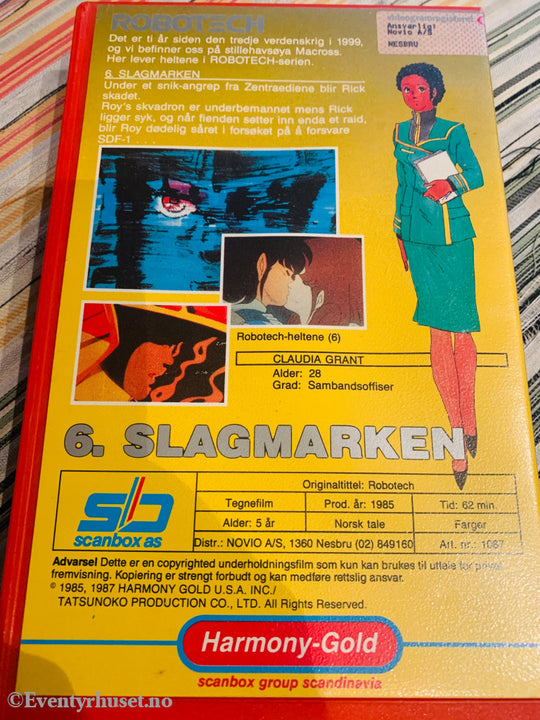 ROBOTECH
Det er ti år siden den tredje verdenskrig i 1999,
og vi befinner oss på stillehavsøya Macross.
Her lever heltene i ROBOTECH-serien.
videogramregisteret
Ansvarlig:
Novio A/S
NESBRU
6. SLAGMARKEN
Under et snik-angrep fra Zentraediene blir Rick
skadet.
Roy's skvadron er underbemannet mens Rick
ligger syk, og når fienden setter inn enda et raid,
blir Roy dødelig såret i forsøket på å forsvare
SDF-1 . . .
Robotech-heltene (6)
CLAUDIA GRANT
Alder: 28
Grad: Sambandsoffiser
6. SLAGMARKEN
scanbox as
Originaltittel: Robotech
Tegnefilm
Prod. år: 1985
Tid: 62 min.
Alder: 5 år
Norsk tale
Farger
Distr.: NOVIO A/S, 1360 Nesbru (02) 849160
Art. nr.: 1067
Advarsel Dette er en copyrighted underholdningsfilm som kun kan brukes til utleie for privat
fremvisning. Kopiering er strengt forbudt og kan medføre rettslig ansvar.
© 1985, 1987 HARMONY GOLD U.S.A. INC./
TATSUNOKO PRODUCTION CO., LTD. All Rights Reserved.
Harmony-Gold
scanbox group scandinavia
©Eventyrhuset.no